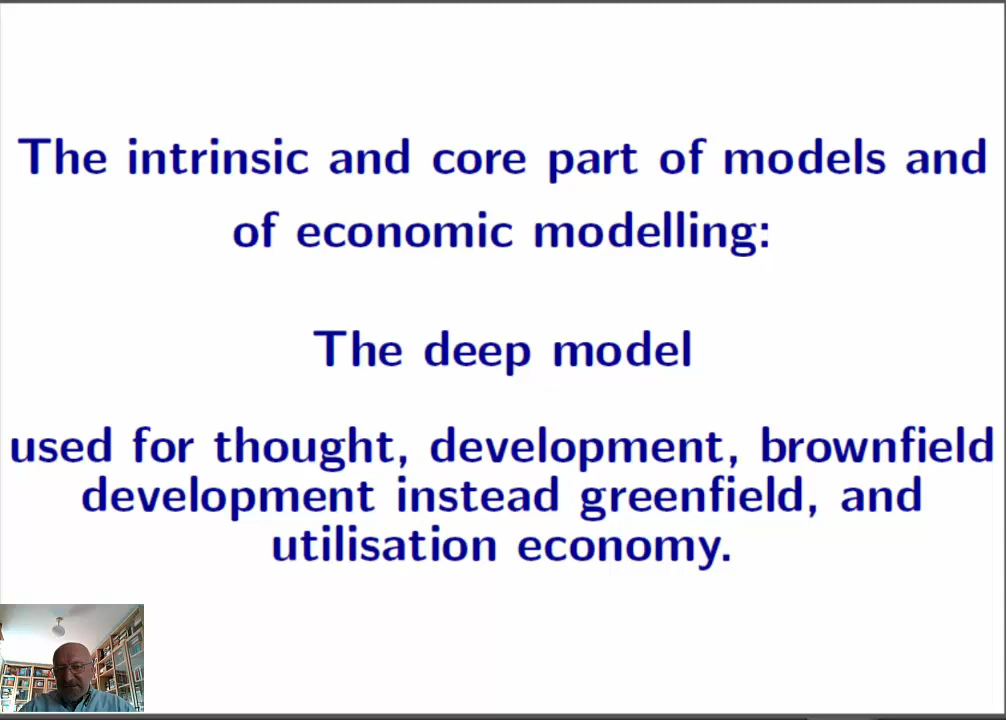 The intrinsic and core part of models and
of economic modelling:
The deep model
used for thought, development, brownfield
development instead greenfield, and
utilisation economy.